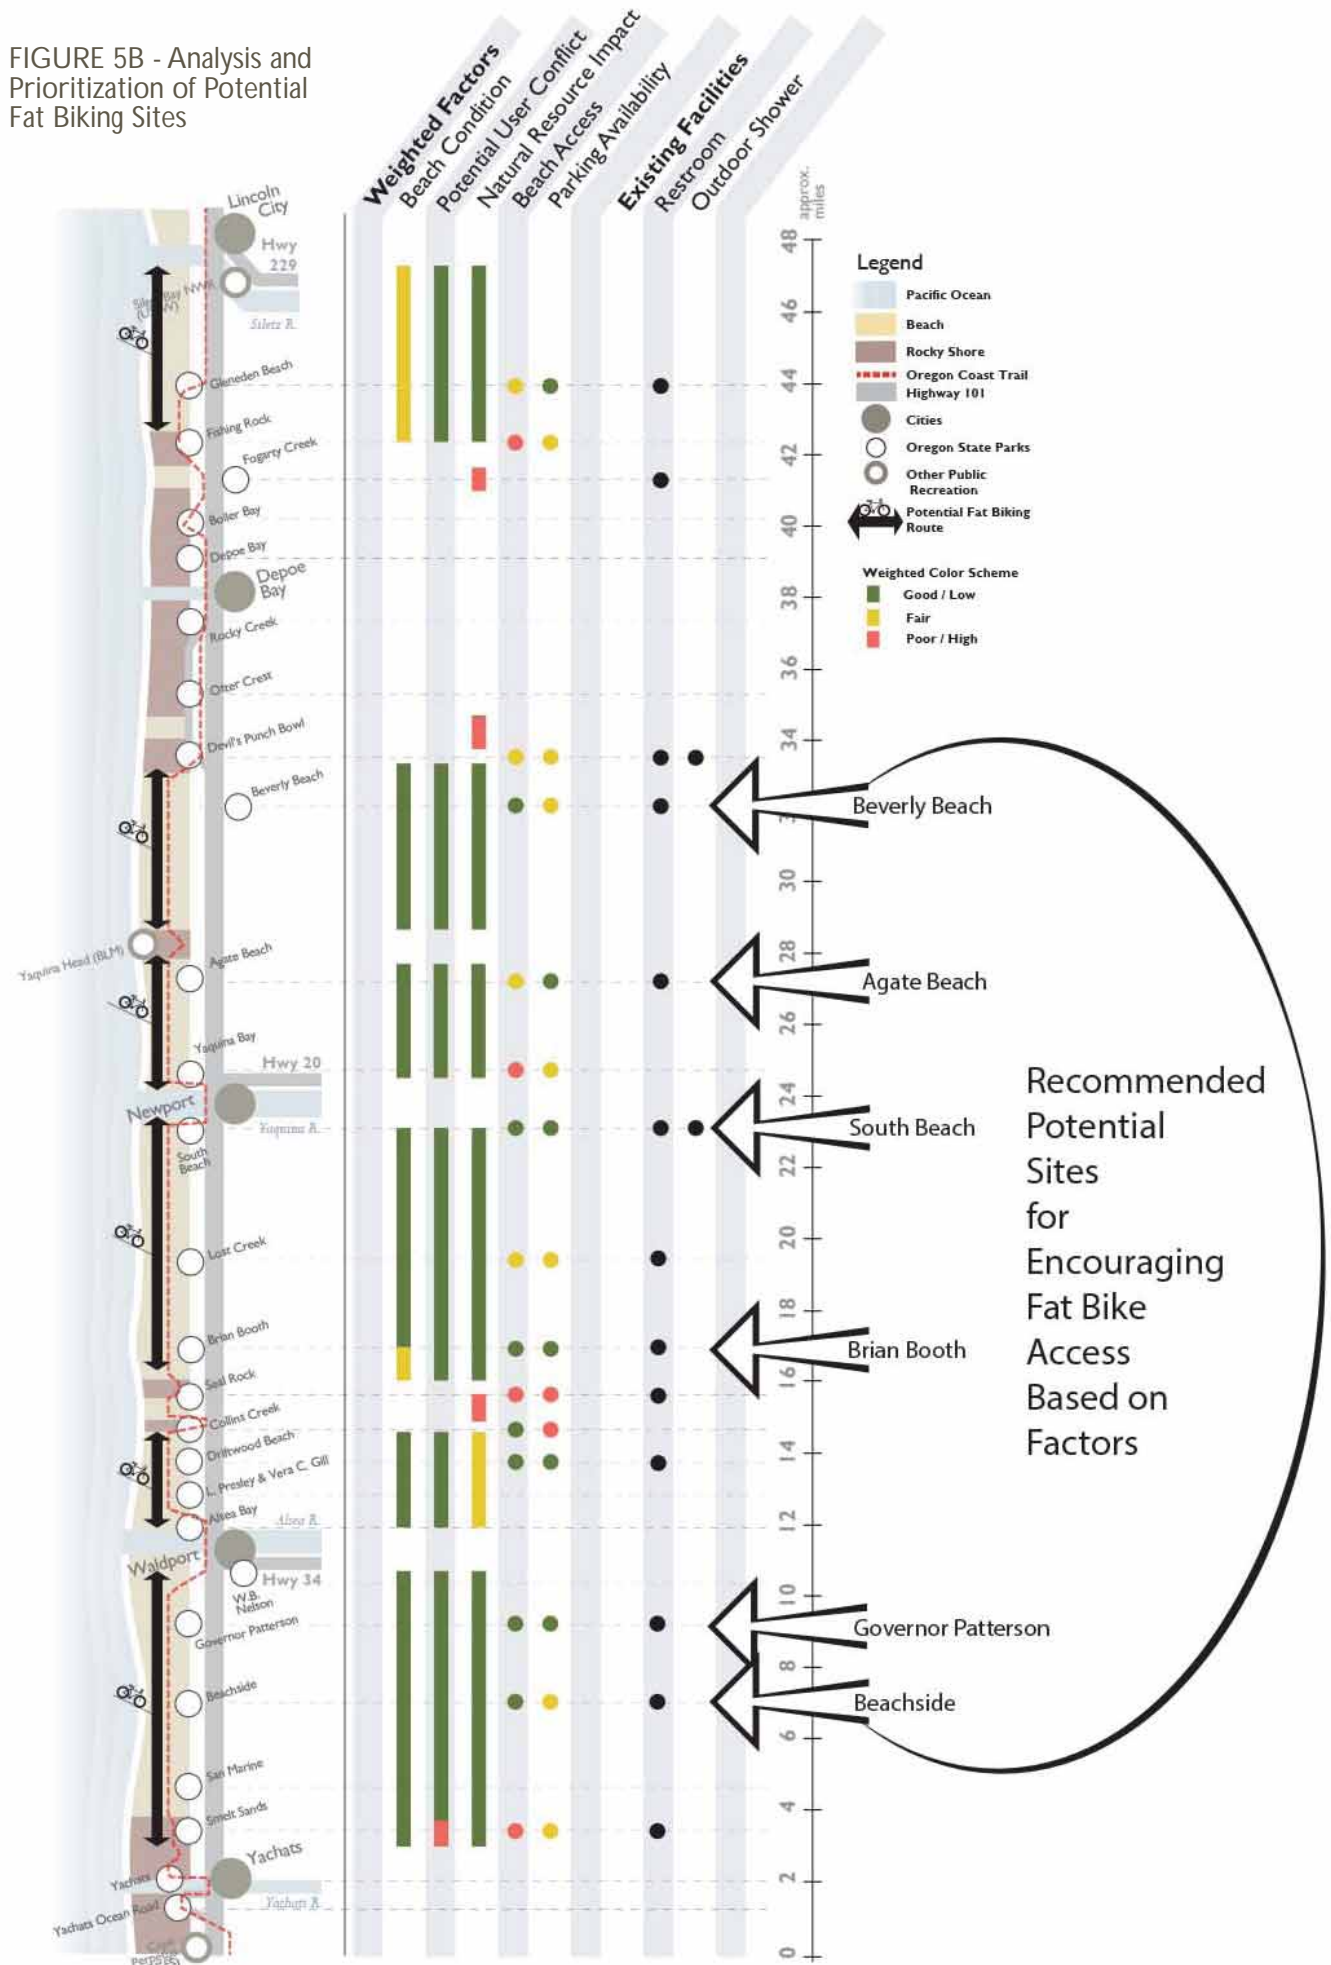 FIGURE 5B - Analysis and
Prioritization of Potential
Fat Biking Sites
Weighted Factors
Beach Condition
Potential User Conflict
Natural Resource Impact
Beach Access
Parking Availability
Existing Facilities
Restroom
Outdoor Shower
approx.
miles
Lincoln
City
Hwy
229
Siletz R.
Gleneden Beach
Fishing Rock
Fogarty Creek
Boiler Bay
Depoe Bay
Depoe
Bay
Rocky Creek
Otter Crest
Devil's Punch Bowl
Beverly Beach
Yaquina Head (BLM)
Agate Beach
Yaquina Bay
Hwy 20
Newport
Yaquina R.
South
Beach
Lost Creek
Brian Booth
Seal Rock
Collins Creek
Driftwood Beach
L. Presley & Vera C. Gill
Alsea Bay
Alsea R.
Waldport
Hwy 34
W.B.
Nelson
Governor Patterson
Beachside
San Marine
Smelt Sands
Yachats
Yachats
Yachats R.
Yachats Ocean Road
48
46
44
42
40
38
36
34
30
28
26
24
22
20
18
16
14
12
10
8
6
4
2
0
Legend
Pacific Ocean
Beach
Rocky Shore
Oregon Coast Trail
Highway 101
Cities
Oregon State Parks
Other Public
Recreation
Potential Fat Biking
Route
Weighted Color Scheme
Good / Low
Fair
Poor / High
Beverly Beach
Agate Beach
South Beach
Brian Booth
Governor Patterson
Beachside
Recommended
Potential
Sites
for
Encouraging
Fat Bike
Access
Based on
Factors